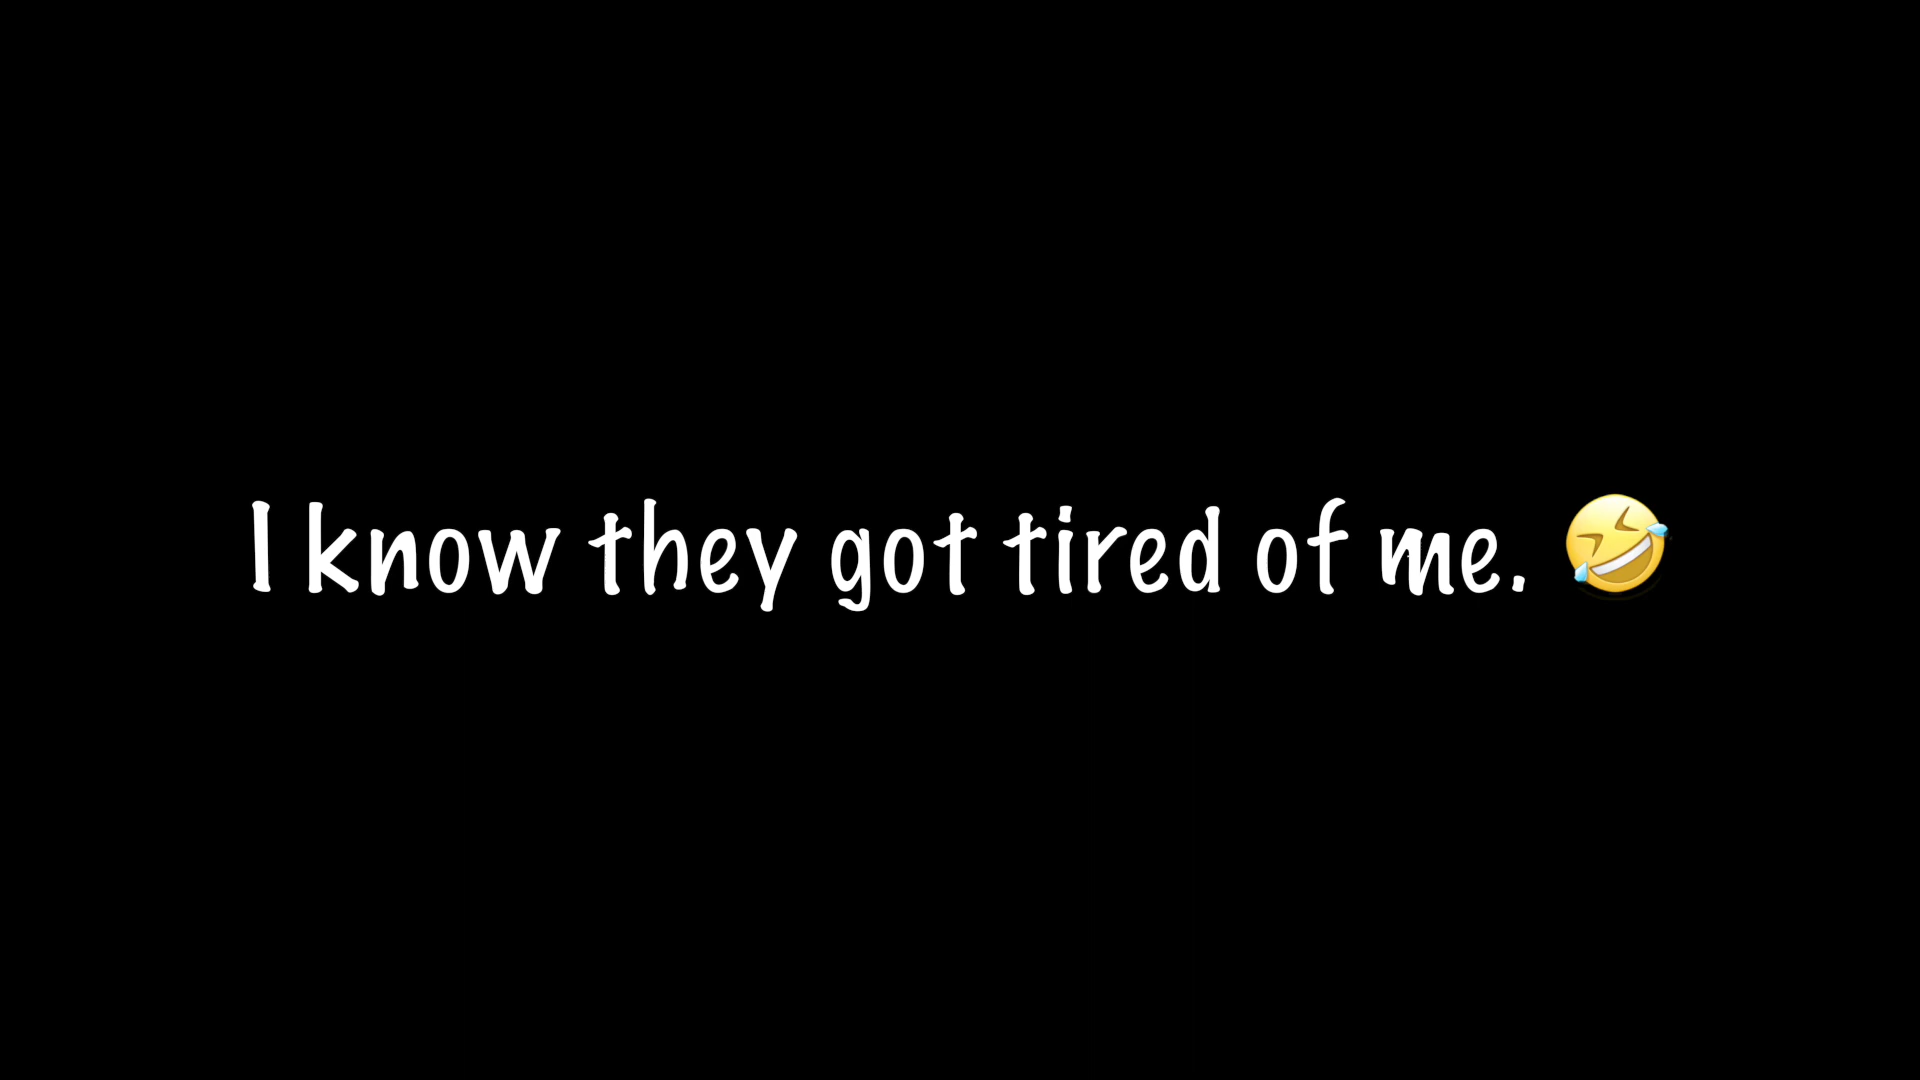 I know they got tired of me. 🤣